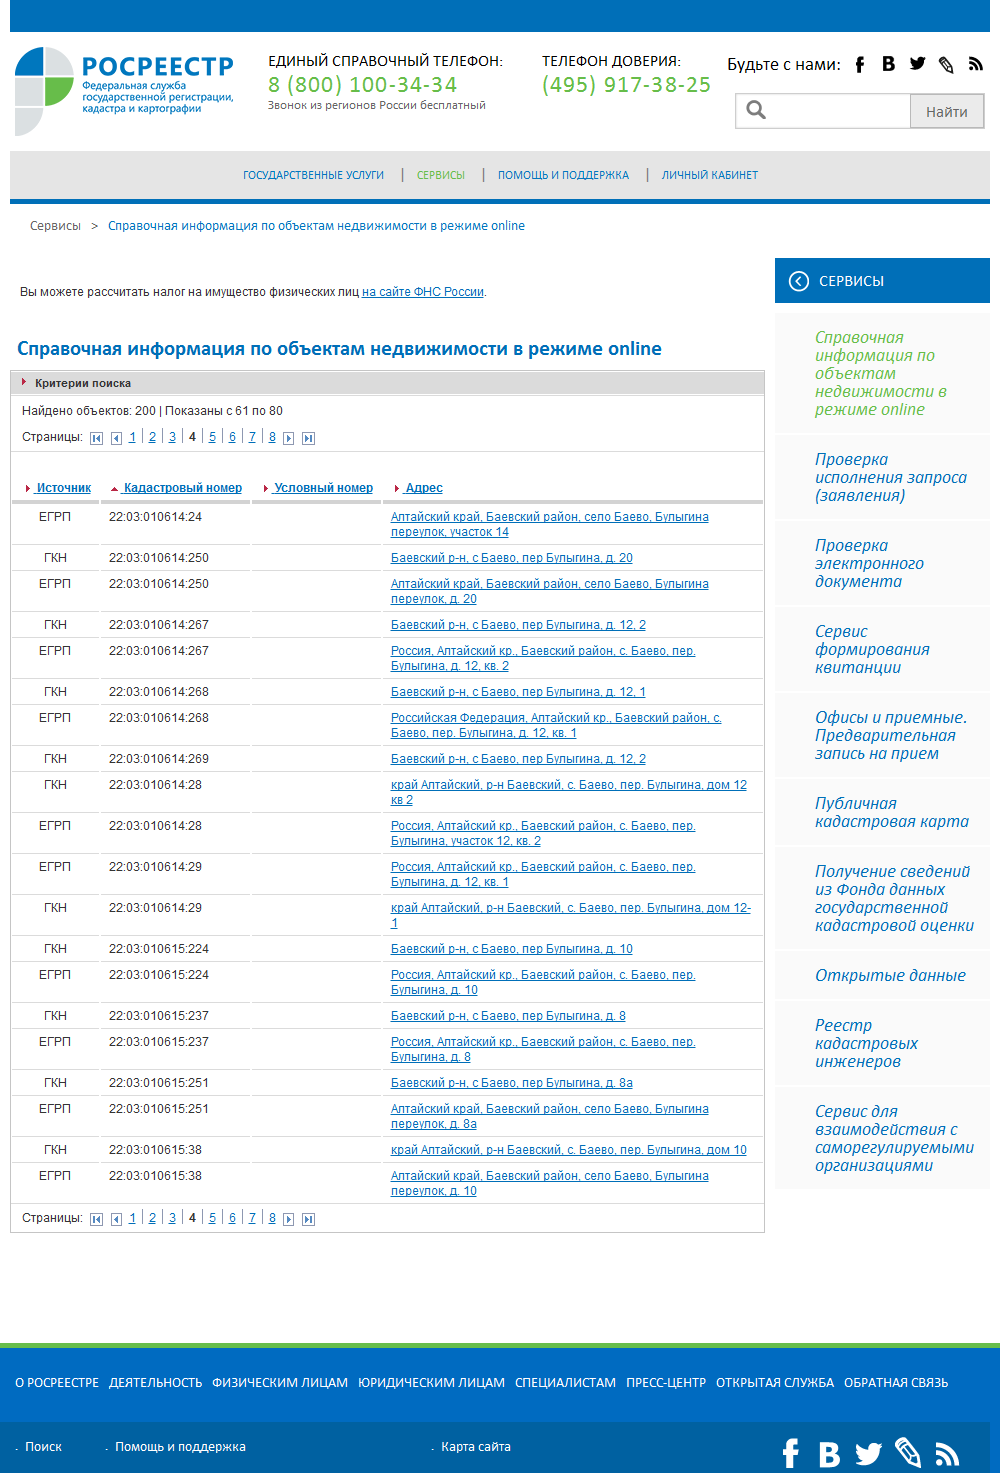 РОСРЕЕСТР
Федеральная служба
государственной регистрации,
кадастра и картографии
ЕДИНЫЙ СПРАВОЧНЫЙ ТЕЛЕФОН:
8 (800) 100-34-34
Звонок из регионов России бесплатный
ТЕЛЕФОН ДОВЕРИЯ:
(495) 917-38-25
Будьте с нами:
Найти
ГОСУДАРСТВЕННЫЕ УСЛУГИ | СЕРВИСЫ | ПОМОЩЬ И ПОДДЕРЖКА | ЛИЧНЫЙ КАБИНЕТ
Сервисы > Справочная информация по объектам недвижимости в режиме online
Вы можете рассчитать налог на имущество физических лиц на сайте ФНС России.
Справочная информация по объектам недвижимости в режиме online
Критерии поиска
Найдено объектов: 200 | Показаны с 61 по 80
Страницы: 1 | 2 | 3 | 4 | 5 | 6 | 7 | 8
Источник Кадастровый номер Условный номер Адрес
ЕГРП 22:03:010614:24 Алтайский край, Баевский район, село Баево, Булыгина
переулок, участок 14
ГКН 22:03:010614:250 Баевский р-н, с Баево, пер Булыгина, д. 20
ЕГРП 22:03:010614:250 Алтайский край, Баевский район, село Баево, Булыгина
переулок, д. 20
ГКН 22:03:010614:267 Баевский р-н, с Баево, пер Булыгина, д. 12, 2
ЕГРП 22:03:010614:267 Россия, Алтайский кр., Баевский район, с. Баево, пер.
Булыгина, д. 12, кв. 2
ГКН 22:03:010614:268 Баевский р-н, с Баево, пер Булыгина, д. 12, 1
ЕГРП 22:03:010614:268 Российская Федерация, Алтайский кр., Баевский район, с.
Баево, пер. Булыгина, д. 12, кв. 1
ГКН 22:03:010614:269 Баевский р-н, с Баево, пер Булыгина, д. 12, 2
ГКН 22:03:010614:28 край Алтайский, р-н Баевский, с. Баево, пер. Булыгина, дом 12
кв 2
ЕГРП 22:03:010614:28 Россия, Алтайский кр., Баевский район, с. Баево, пер.
Булыгина, участок 12, кв. 2
ЕГРП 22:03:010614:29 Россия, Алтайский кр., Баевский район, с. Баево, пер.
Булыгина, д. 12, кв. 1
ГКН 22:03:010614:29 край Алтайский, р-н Баевский, с. Баево, пер. Булыгина, дом 12-
1
ГКН 22:03:010615:224 Баевский р-н, с Баево, пер Булыгина, д. 10
ЕГРП 22:03:010615:224 Россия, Алтайский кр., Баевский район, с. Баево, пер.
Булыгина, д. 10
ГКН 22:03:010615:237 Баевский р-н, с Баево, пер Булыгина, д. 8
ЕГРП 22:03:010615:237 Россия, Алтайский кр., Баевский район, с. Баево, пер.
Булыгина, д. 8
ГКН 22:03:010615:251 Баевский р-н, с Баево, пер Булыгина, д. 8а
ЕГРП 22:03:010615:251 Алтайский край, Баевский район, село Баево, Булыгина
переулок, д. 8а
ГКН 22:03:010615:38 край Алтайский, р-н Баевский, с. Баево, пер. Булыгина, дом 10
ЕГРП 22:03:010615:38 Алтайский край, Баевский район, село Баево, Булыгина
переулок, д. 10
Страницы: 1 | 2 | 3 | 4 | 5 | 6 | 7 | 8
СЕРВИСЫ
Справочная
информация по
объектам
недвижимости в
режиме online
Проверка
исполнения запроса
(заявления)
Проверка
электронного
документа
Сервис
формирования
квитанции
Офисы и приемные.
Предварительная
запись на прием
Публичная
кадастровая карта
Получение сведений
из Фонда данных
государственной
кадастровой оценки
Открытые данные
Реестр
кадастровых
инженеров
Сервис для
взаимодействия с
саморегулируемыми
организациями
О РОСРЕЕСТРЕ ДЕЯТЕЛЬНОСТЬ ФИЗИЧЕСКИМ ЛИЦАМ ЮРИДИЧЕСКИМ ЛИЦАМ СПЕЦИАЛИСТАМ ПРЕСС-ЦЕНТР ОТКРЫТАЯ СЛУЖБА ОБРАТНАЯ СВЯЗЬ
- Поиск - Помощь и поддержка - Карта сайта